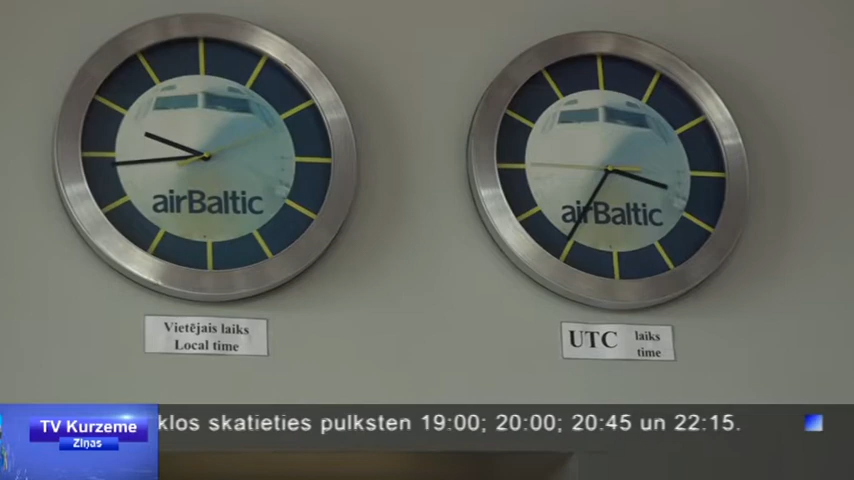 airBaltic
airBaltic
Vietējais laiks
Local time
UTC laiks
time
TV Kurzeme
Ziņas
klos skatieties pulksten 19:00; 20:00; 20:45 un 22:15.